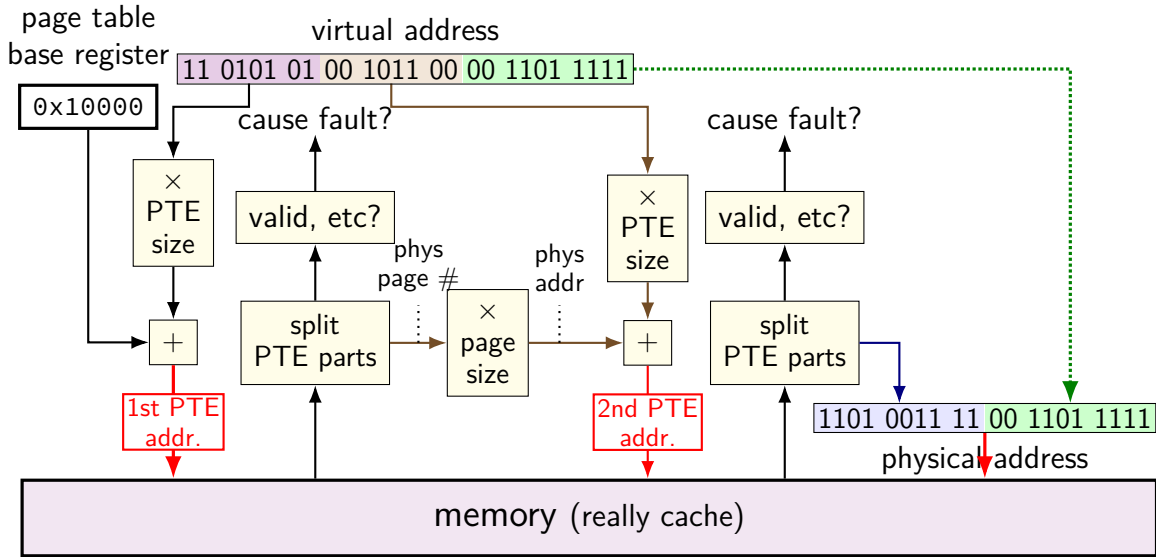 page table
base register
virtual address
11 0101 01 00 1011 00 00 1101 1111
0x10000
cause fault?
cause fault?
×
PTE
size
valid, etc?
×
PTE
size
valid, etc?
phys
page #
phys
addr
+
split
PTE parts
×
page
size
+
split
PTE parts
1st PTE
addr.
2nd PTE
addr.
1101 0011 11 00 1101 1111
physical address
memory (really cache)